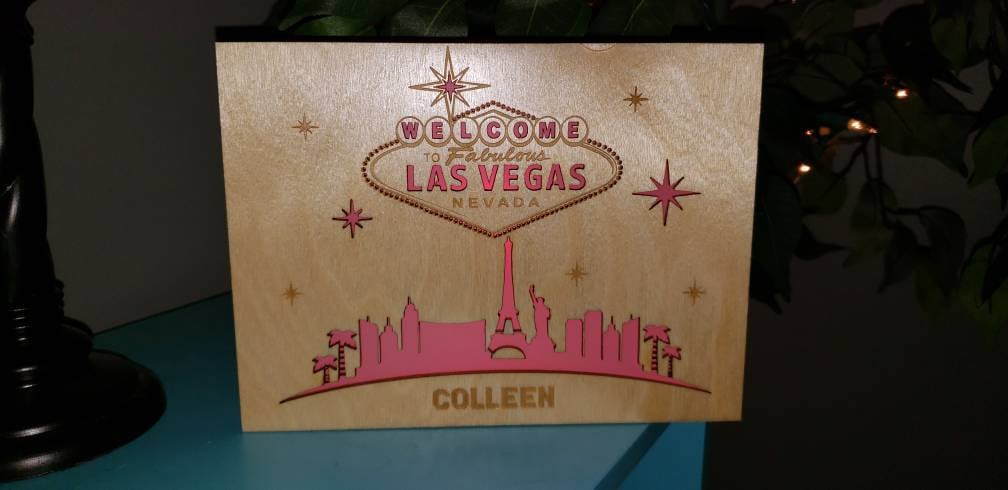 WELCOME
TO Fabulous
LAS VEGAS
NEVADA
COLLEEN